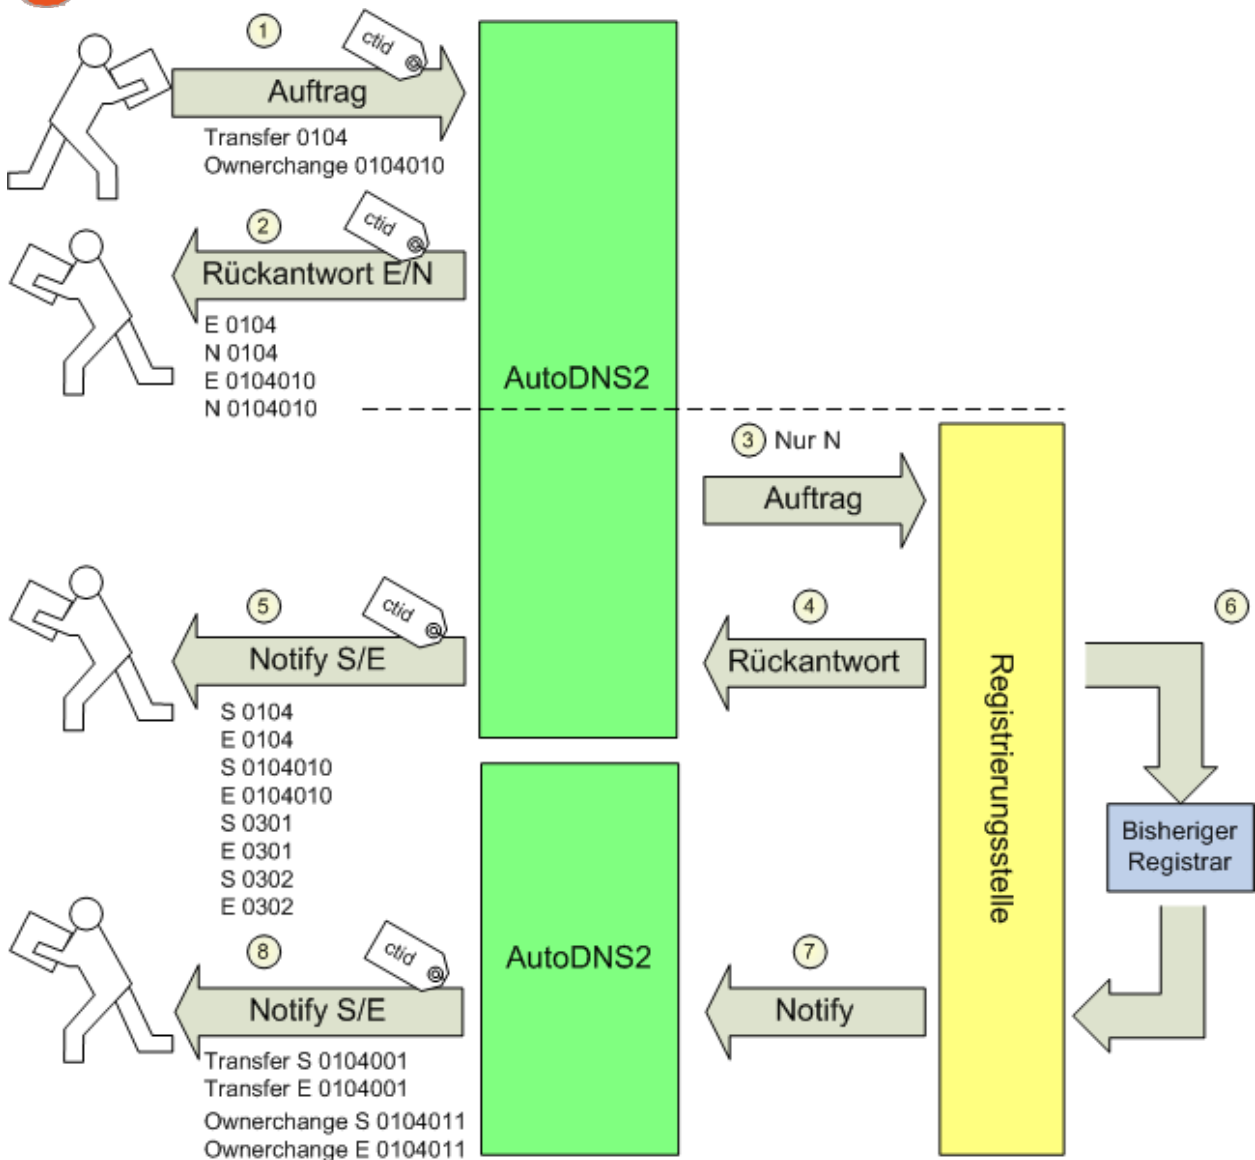 1
ctid
Auftrag
Transfer 0104
Ownerchange 0104010
2
ctid
Rückantwort E/N
E 0104
N 0104
E 0104010
N 0104010
AutoDNS2
3 Nur N
Auftrag
5
ctid
Notify S/E
S 0104
E 0104
S 0104010
E 0104010
S 0301
E 0301
S 0302
E 0302
4
Rückantwort
Registrierungsstelle
6
Bisheriger
Registrar
8
ctid
Notify S/E
Transfer S 0104001
Transfer E 0104001
Ownerchange S 0104011
Ownerchange E 0104011
AutoDNS2
7
Notify